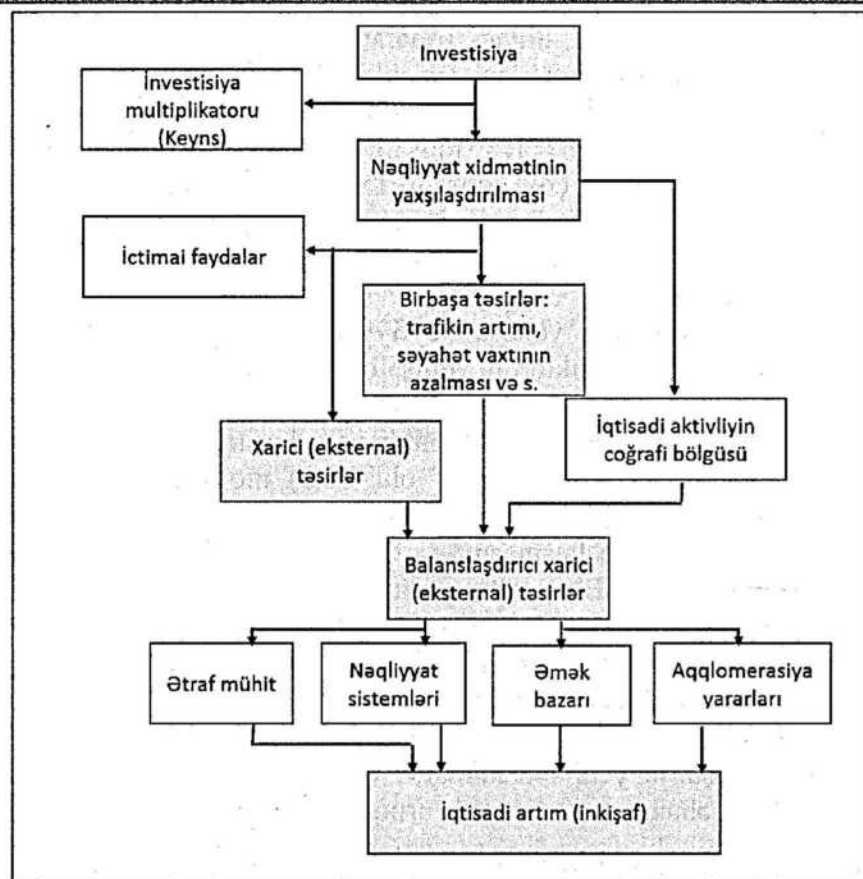 Investisiya
İnvestisiya
multiplikatoru
(Keyns)
Nəqliyyat xidmətinin
yaxşılaşdırılması
İctimai faydalar
Birbaşa təsirlər:
trafikin artımı,
səyahət vaxtının
azalması və s.
Xarici (eksternal)
təsirlər
İqtisadi aktivliyin
coğrafi bölgüsü
Balanslaşdırıcı xarici
(eksternal) təsirlər
Ətraf mühit
Nəqliyyat
sistemləri
Əmək
bazarı
Aqqlomerasiya
yararları
İqtisadi artım (inkişaf)